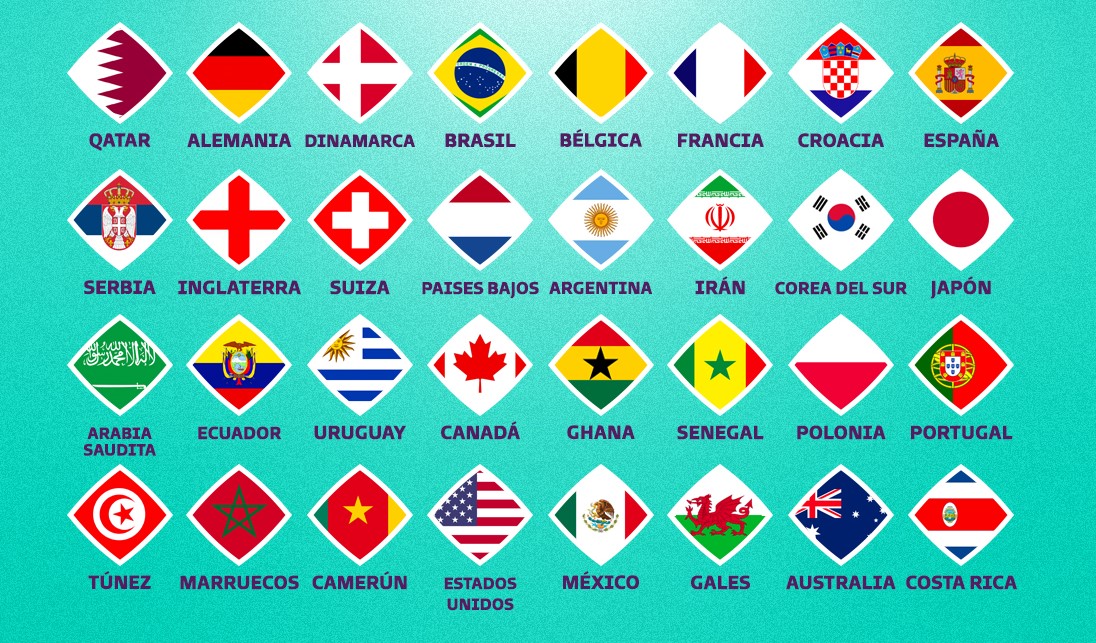 QATAR
ALEMANIA
DINAMARCA
BRASIL
BÉLGICA
FRANCIA
CROACIA
ESPAÑA
SERBIA
INGLATERRA
SUIZA
PAISES BAJOS
ARGENTINA
IRÁN
COREA DEL SUR
JAPÓN
ARABIA
SAUDITA
ECUADOR
URUGUAY
CANADÁ
GHANA
SENEGAL
POLONIA
PORTUGAL
TÚNEZ
MARRUECOS
CAMERÚN
ESTADOS
UNIDOS
MÉXICO
GALES
AUSTRALIA
COSTA RICA